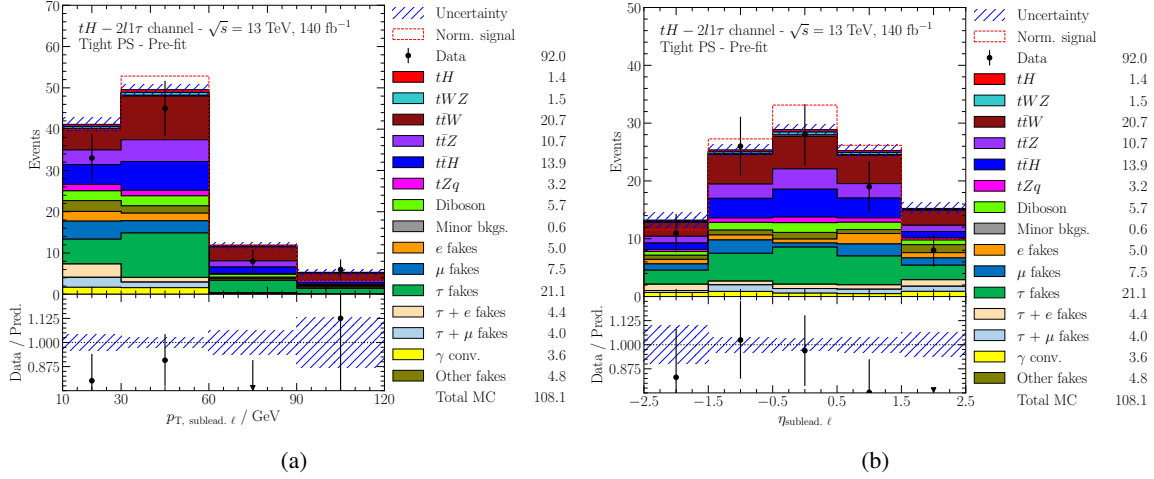 tH − 2l1τ channel - √s = 13 TeV, 140 fb⁻¹
Tight PS - Pre-fit
Events
60
50
40
30
20
10
0
Data / Pred.
1.125
1.000
0.875
10 30 60 90 120
p_T, sublead. ℓ / GeV
Uncertainty
Norm. signal
Data 92.0
tH 1.4
tWZ 1.5
tt̄W 20.7
tt̄Z 10.7
tt̄H 13.9
tZq 3.2
Diboson 5.7
Minor bkgs. 0.6
e fakes 5.0
μ fakes 7.5
τ fakes 21.1
τ + e fakes 4.4
τ + μ fakes 4.0
γ conv. 3.6
Other fakes 4.8
Total MC 108.1
(a)
tH − 2l1τ channel - √s = 13 TeV, 140 fb⁻¹
Tight PS - Pre-fit
Events
50
40
30
20
10
0
Data / Pred.
1.125
1.000
0.875
−2.5 −1.5 −0.5 0.5 1.5 2.5
η_sublead. ℓ
Uncertainty
Norm. signal
Data 92.0
tH 1.4
tWZ 1.5
tt̄W 20.7
tt̄Z 10.7
tt̄H 13.9
tZq 3.2
Diboson 5.7
Minor bkgs. 0.6
e fakes 5.0
μ fakes 7.5
τ fakes 21.1
τ + e fakes 4.4
τ + μ fakes 4.0
γ conv. 3.6
Other fakes 4.8
Total MC 108.1
(b)